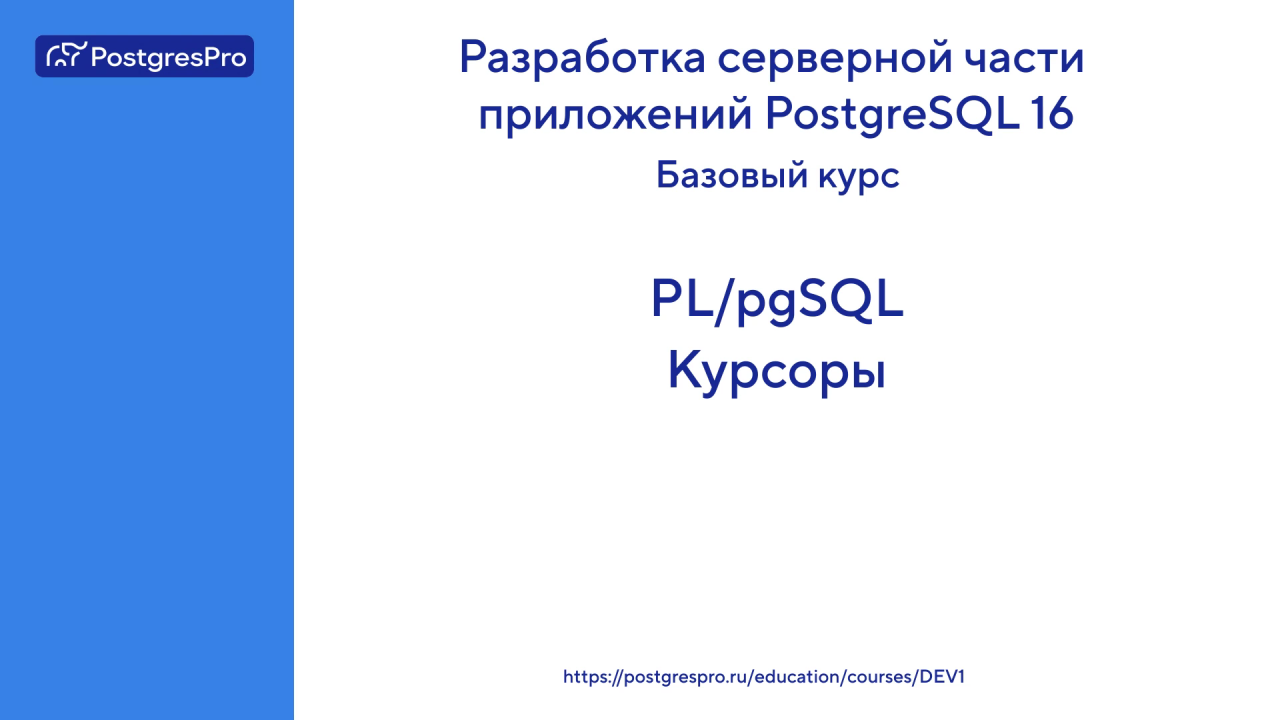 PostgresPro
Разработка серверной части
приложений PostgreSQL 16
Базовый курс
PL/pgSQL
Курсоры
https://postgrespro.ru/education/courses/DEV1